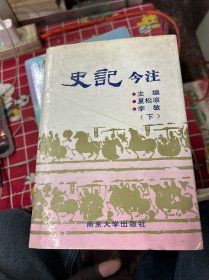 史記 今注
主 编
夏松凉
李 敏
(下)
南京大学出版社